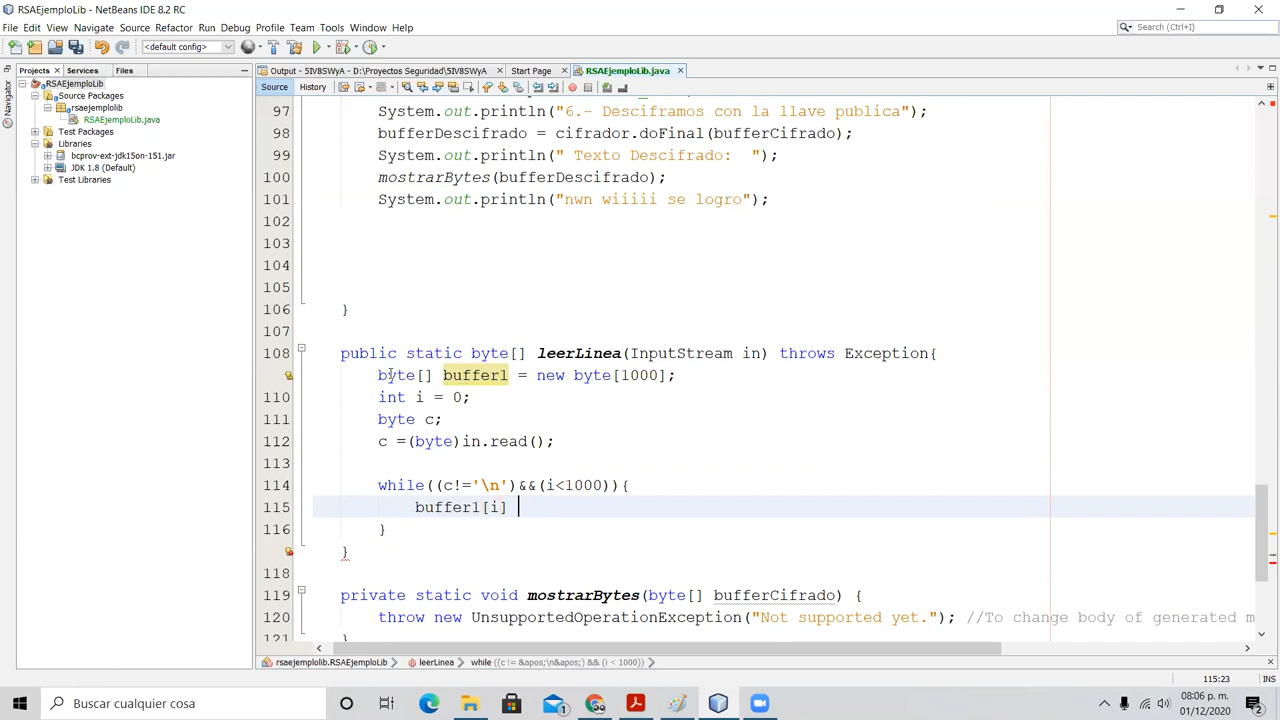 RSAEjemploLib - NetBeans IDE 8.2 RC
File Edit View Navigate Source Refactor Run Debug Profile Team Tools Window Help
Search (Ctrl+I)
<default config>
Projects Services Files
Output - 5IV8SWyA - D:\Proyectos Seguridad\5IV8SWyA Start Page RSAEjemploLib.java
Navigator
RSAEjemploLib
Source Packages
rsaejemplolib
RSAEjemploLib.java
Test Packages
Libraries
bcprov-ext-jdk15on-151.jar
JDK 1.8 (Default)
Test Libraries
Source History
97 System.out.println("6.- Desciframos con la llave publica");
98 bufferDescifrado = cifrador.doFinal(bufferCifrado);
99 System.out.println(" Texto Descifrado:  ");
100 mostrarBytes(bufferDescifrado);
101 System.out.println("nwn wiiiii se logro");
102
103
104
105
106 }
107
108 public static byte[] leerLinea(InputStream in) throws Exception{
byte[] buffer1 = new byte[1000];
110 int i = 0;
111 byte c;
112 c =(byte)in.read();
113
114 while((c!='\n')&&(i<1000)){
115 buffer1[i]
116 }
}
118
119 private static void mostrarBytes(byte[] bufferCifrado) {
120 throw new UnsupportedOperationException("Not supported yet."); //To change body of generated m
121 }
rsaejemplolib.RSAEjemploLib leerLinea while ((c != &apos;\n&apos;) && (i < 1000))
115:23 INS
Buscar cualquier cosa
1
08:06 p. m.
01/12/2020
2